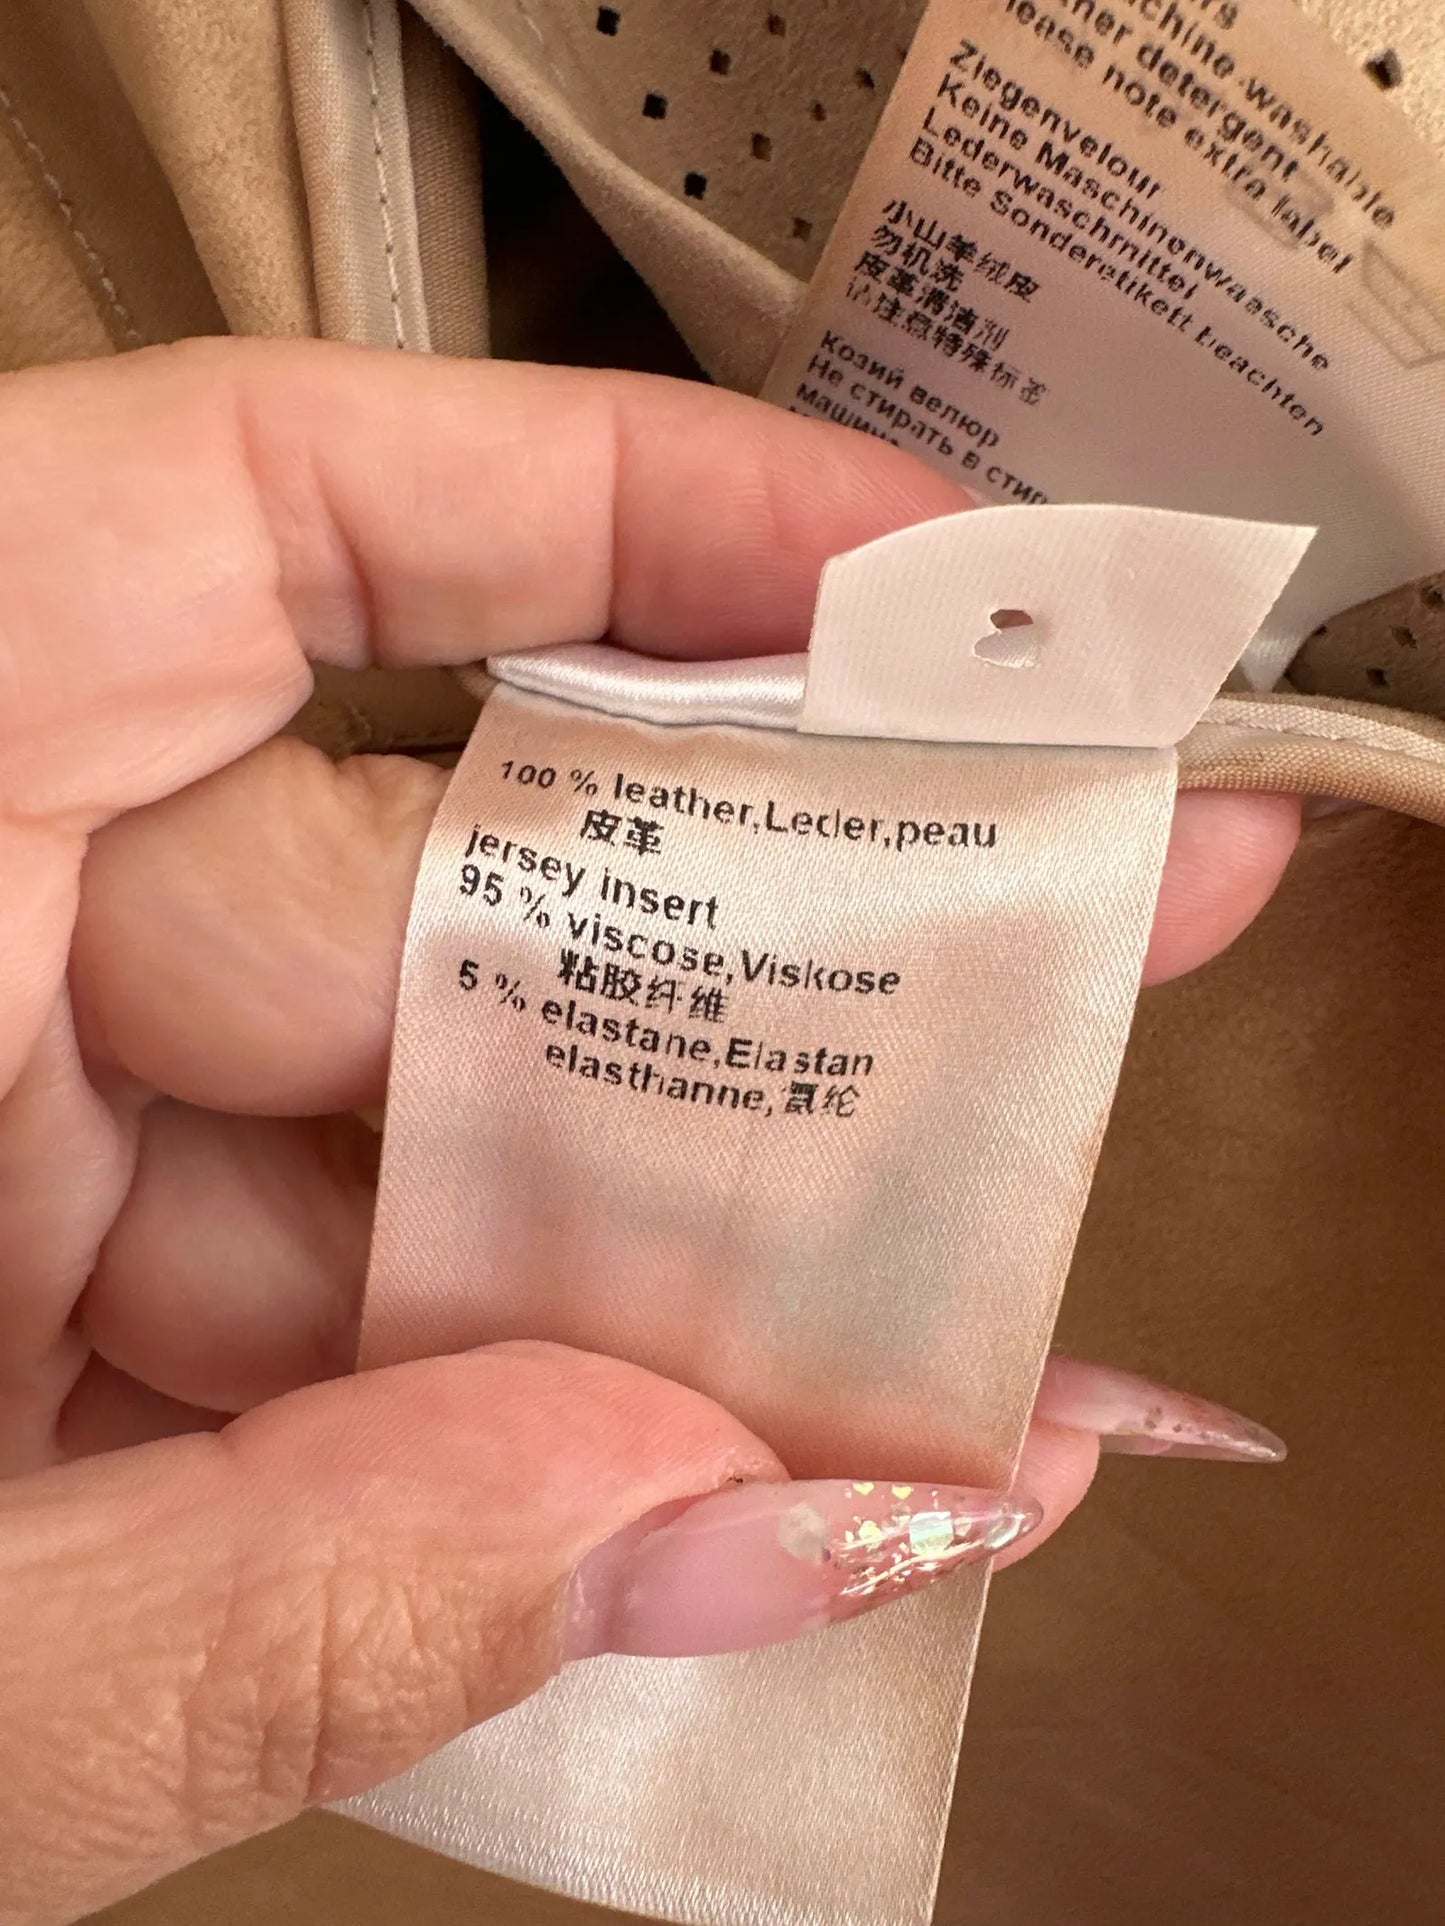 machine-washable
detergent
Please note extra label
Ziegenvelour
Keine Maschinenwaesche
Lederwaschmittel
Bitte Sonderetikett beachten
小山羊绒皮
勿机洗
皮革清洁剂
请注意特殊标签
Козий велюр
Не стирать в стир
машине
100 % leather,Leder,peau
皮革
jersey insert
95 % viscose,Viskose
粘胶纤维
5 % elastane,Elastan
elasthanne,氨纶